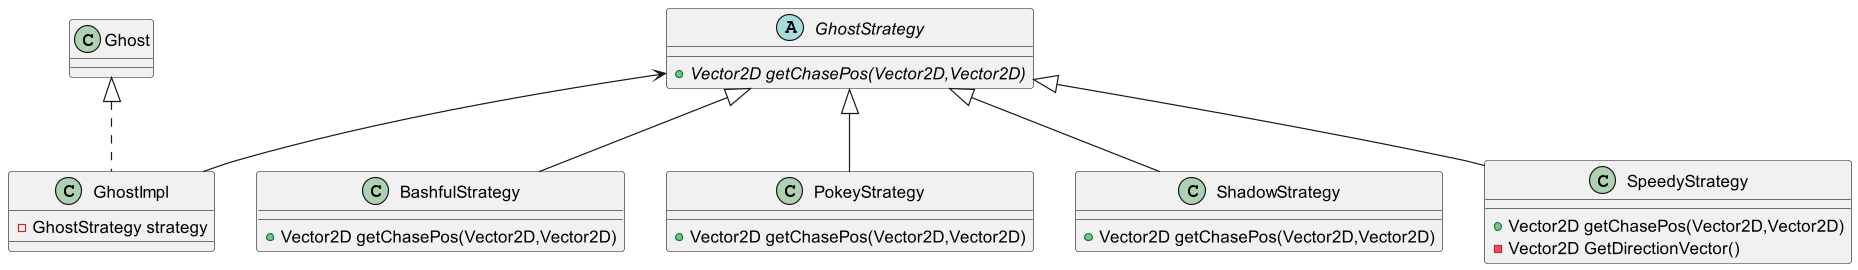 C Ghost
A GhostStrategy
Vector2D getChasePos(Vector2D,Vector2D)
C GhostImpl
GhostStrategy strategy
C BashfulStrategy
Vector2D getChasePos(Vector2D,Vector2D)
C PokeyStrategy
Vector2D getChasePos(Vector2D,Vector2D)
C ShadowStrategy
Vector2D getChasePos(Vector2D,Vector2D)
C SpeedyStrategy
Vector2D getChasePos(Vector2D,Vector2D)
Vector2D GetDirectionVector()